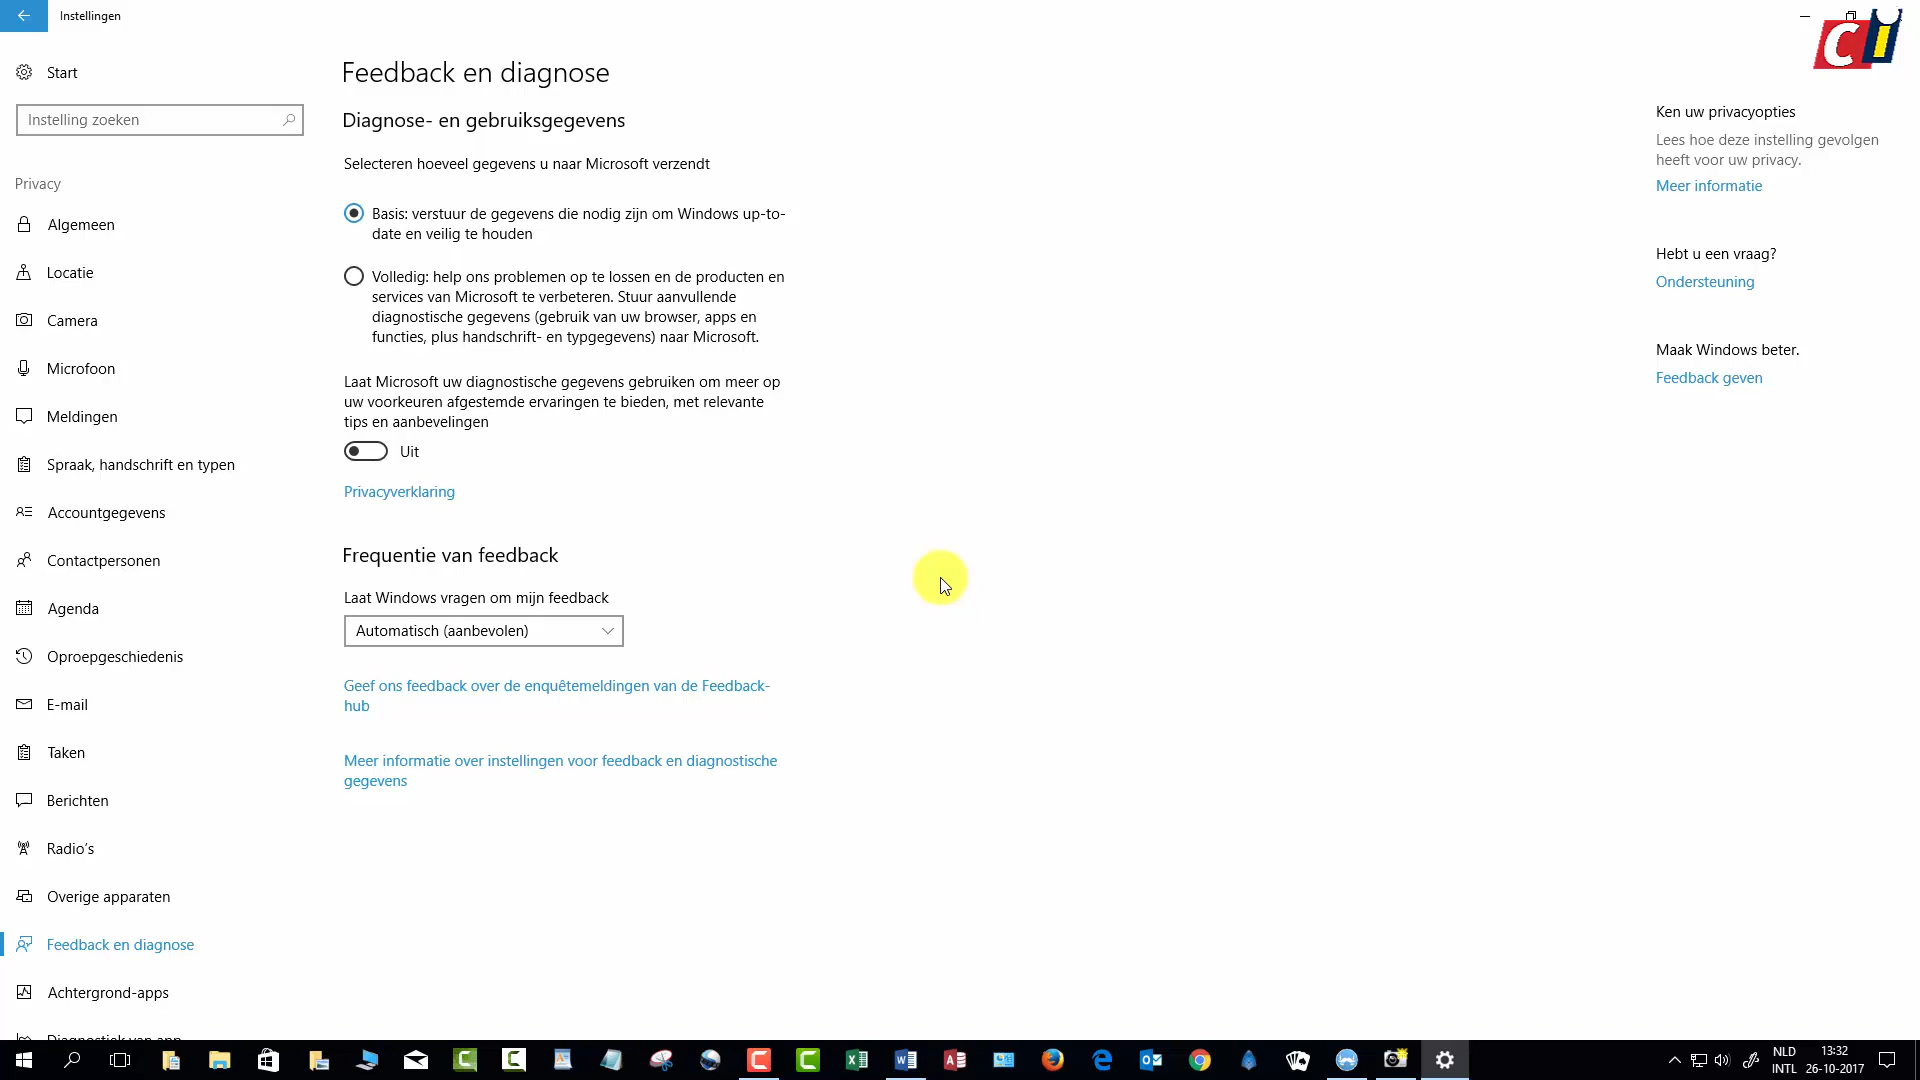 Instellingen
CI
Start
Instelling zoeken
Privacy
Algemeen
Locatie
Camera
Microfoon
Meldingen
Spraak, handschrift en typen
Accountgegevens
Contactpersonen
Agenda
Oproepgeschiedenis
E-mail
Taken
Berichten
Radio's
Overige apparaten
Feedback en diagnose
Achtergrond-apps
Diagnostiek van app
Feedback en diagnose
Diagnose- en gebruiksgegevens
Selecteren hoeveel gegevens u naar Microsoft verzendt
Basis: verstuur de gegevens die nodig zijn om Windows up-to-
date en veilig te houden
Volledig: help ons problemen op te lossen en de producten en
services van Microsoft te verbeteren. Stuur aanvullende
diagnostische gegevens (gebruik van uw browser, apps en
functies, plus handschrift- en typgegevens) naar Microsoft.
Laat Microsoft uw diagnostische gegevens gebruiken om meer op
uw voorkeuren afgestemde ervaringen te bieden, met relevante
tips en aanbevelingen
Uit
Privacyverklaring
Frequentie van feedback
Laat Windows vragen om mijn feedback
Automatisch (aanbevolen)
Geef ons feedback over de enquêtemeldingen van de Feedback-
hub
Meer informatie over instellingen voor feedback en diagnostische
gegevens
Ken uw privacyopties
Lees hoe deze instelling gevolgen
heeft voor uw privacy.
Meer informatie
Hebt u een vraag?
Ondersteuning
Maak Windows beter.
Feedback geven
NLD
INTL
13:32
26-10-2017